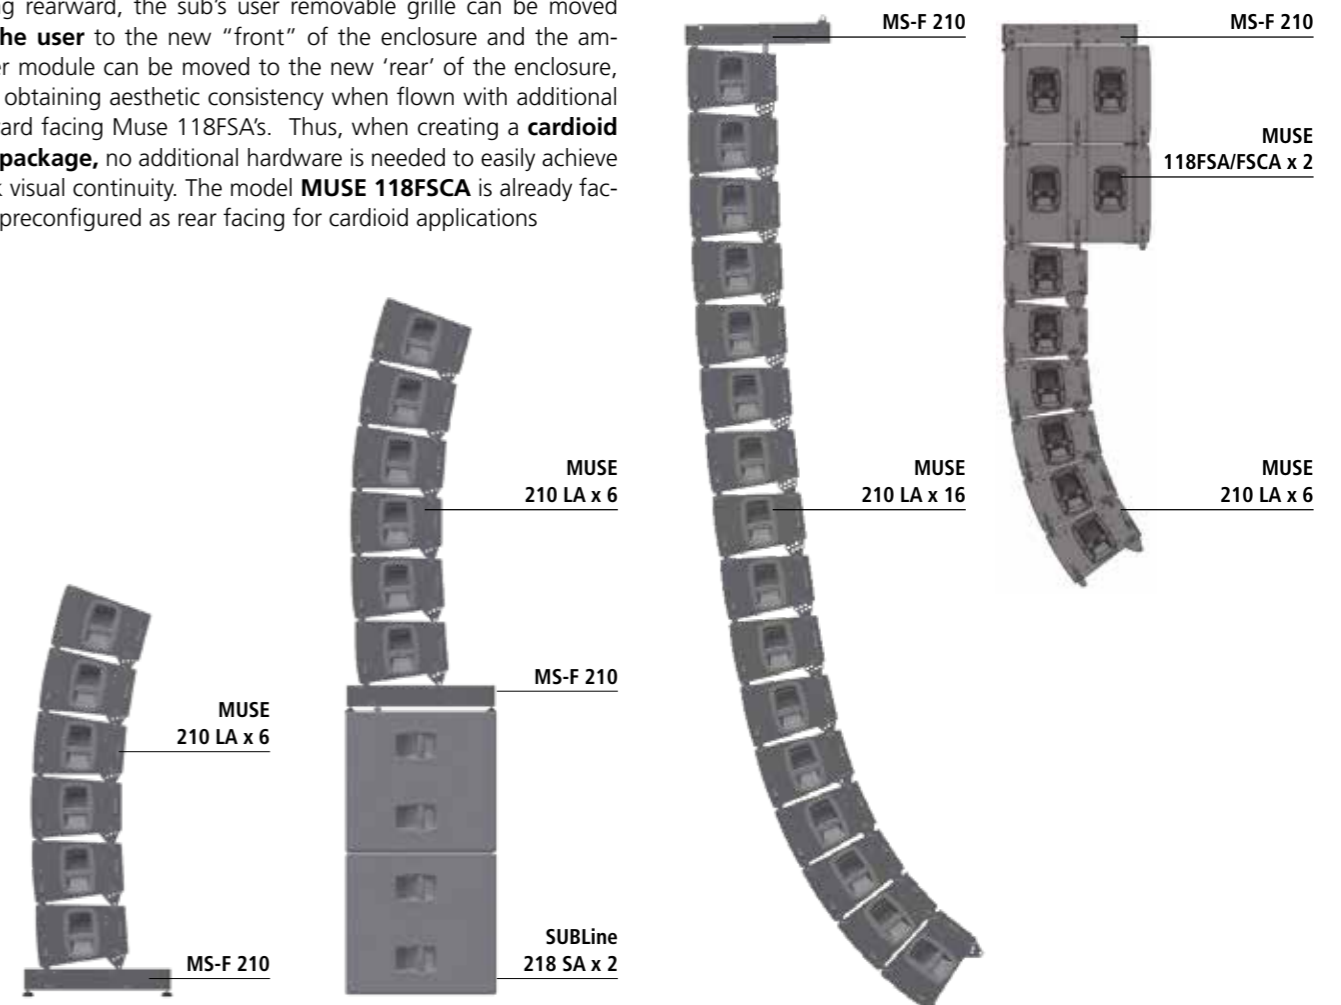 ng rearward, the sub's user removable grille can be moved
he user to the new “front” of the enclosure and the am-
er module can be moved to the new ‘rear’ of the enclosure,
obtaining aesthetic consistency when flown with additional
ard facing Muse 118FSA’s. Thus, when creating a cardioid
package, no additional hardware is needed to easily achieve
visual continuity. The model MUSE 118FSCA is already fac-
preconfigured as rear facing for cardioid applications
MS-F 210
MS-F 210
MUSE
118FSA/FSCA x 2
MUSE
210 LA x 6
MUSE
210 LA x 16
MUSE
210 LA x 6
MS-F 210
MUSE
210 LA x 6
SUBLine
218 SA x 2
MS-F 210